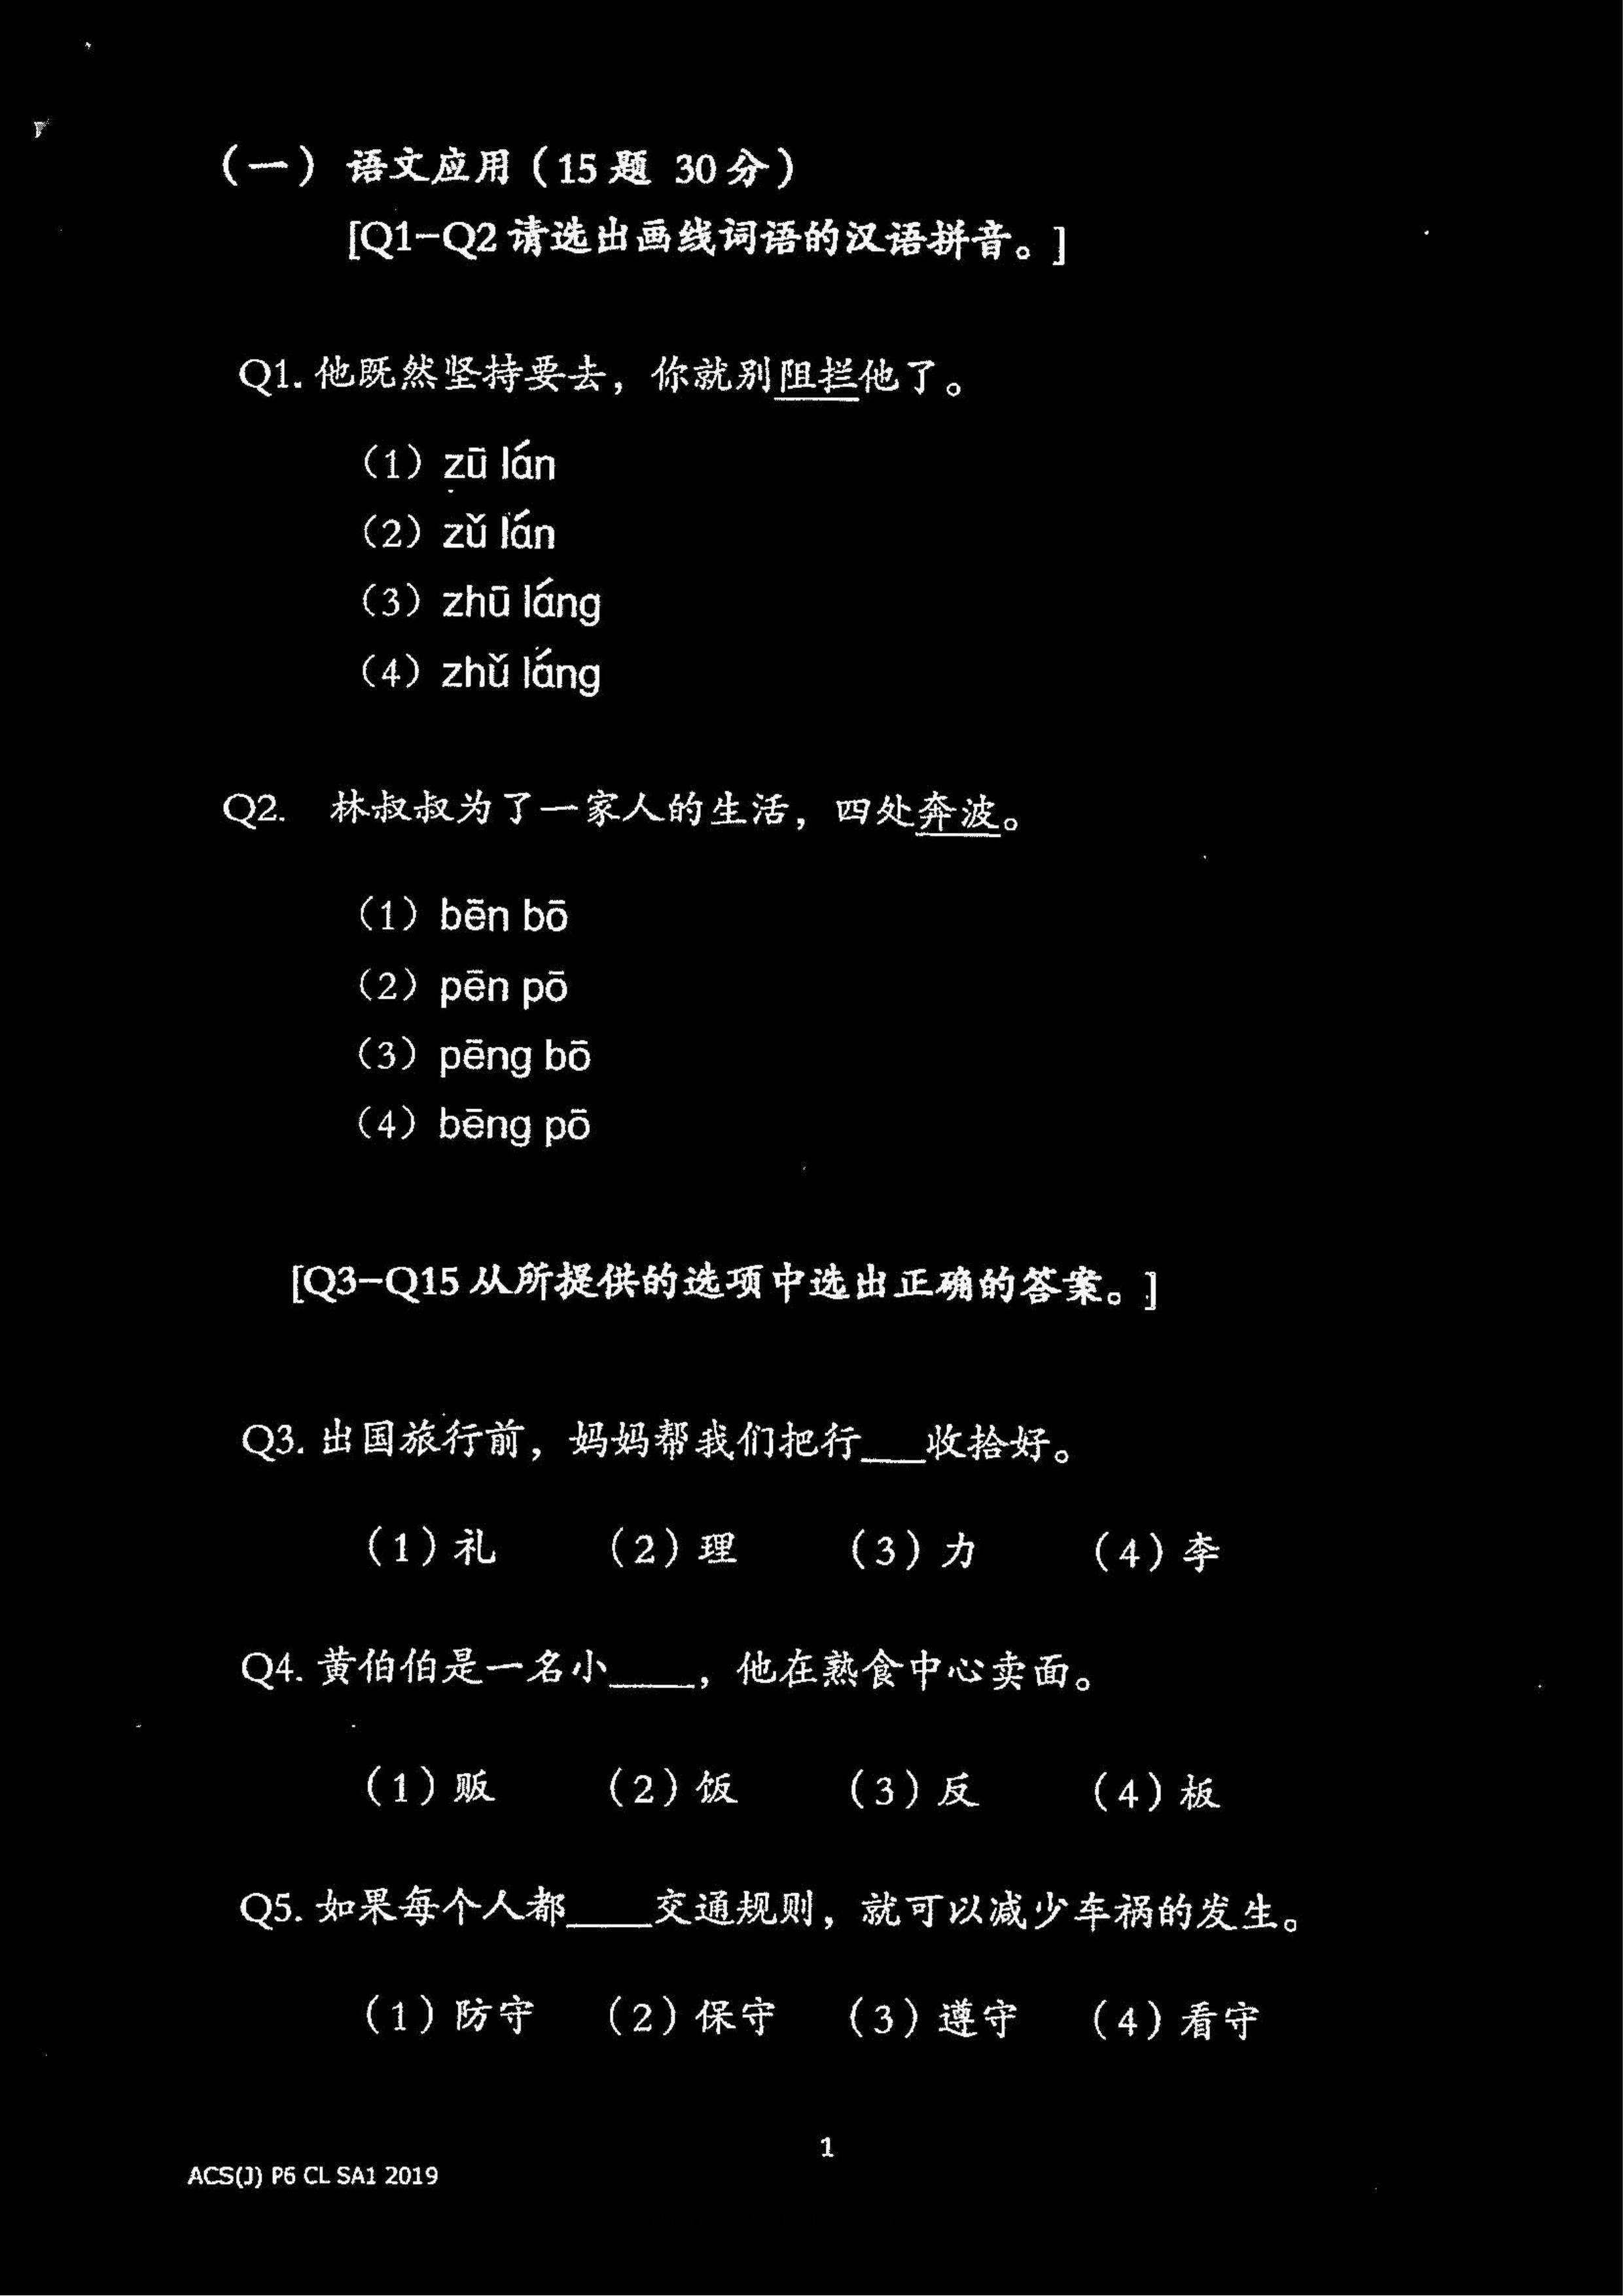 （一）语文应用（15题 30分）
[Q1-Q2请选出画线词语的汉语拼音。]
Q1. 他既然坚持要去，你就别阻拦他了。
（1）zū lán
（2）zǔ lán
（3）zhū láng
（4）zhǔ láng
Q2. 林叔叔为了一家人的生活，四处奔波。
（1）bēn bō
（2）pēn pō
（3）pēng bō
（4）bēng pō
[Q3-Q15从所提供的选项中选出正确的答案。]
Q3. 出国旅行前，妈妈帮我们把行___收拾好。
（1）礼 （2）理 （3）力 （4）李
Q4. 黄伯伯是一名小____，他在熟食中心卖面。
（1）贩 （2）饭 （3）反 （4）板
Q5. 如果每个人都____交通规则，就可以减少车祸的发生。
（1）防守 （2）保守 （3）遵守 （4）看守
1
ACS(J) P6 CL SA1 2019